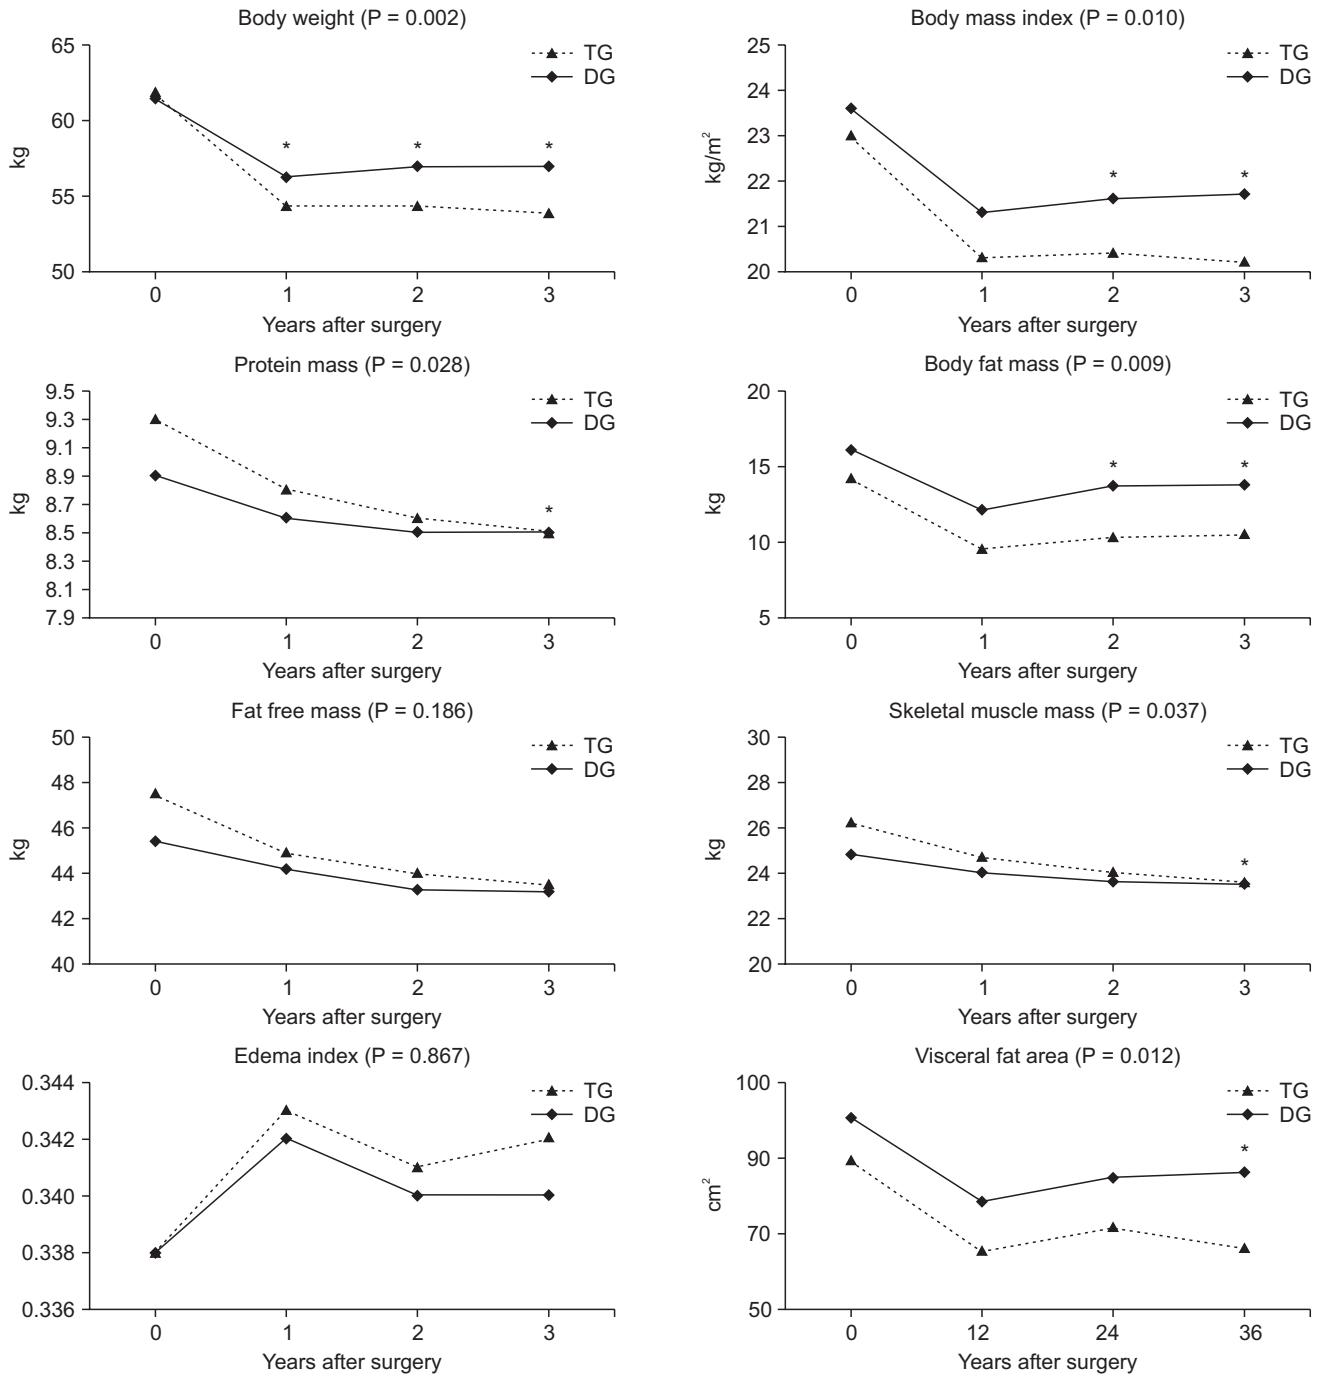 Body weight (P = 0.002)
65
60
55
50
kg
TG
DG
* * *
0 1 2 3
Years after surgery
Body mass index (P = 0.010)
25
24
23
22
21
20
kg/m²
TG
DG
* *
0 1 2 3
Years after surgery
Protein mass (P = 0.028)
9.5
9.3
9.1
8.9
8.7
8.5
8.3
8.1
7.9
kg
TG
DG
*
0 1 2 3
Years after surgery
Body fat mass (P = 0.009)
20
15
10
5
kg
TG
DG
* *
0 1 2 3
Years after surgery
Fat free mass (P = 0.186)
50
48
46
44
42
40
kg
TG
DG
0 1 2 3
Years after surgery
Skeletal muscle mass (P = 0.037)
30
28
26
24
22
20
kg
TG
DG
*
0 1 2 3
Years after surgery
Edema index (P = 0.867)
0.344
0.342
0.340
0.338
0.336
TG
DG
0 1 2 3
Years after surgery
Visceral fat area (P = 0.012)
100
90
70
50
cm²
TG
DG
*
0 12 24 36
Years after surgery